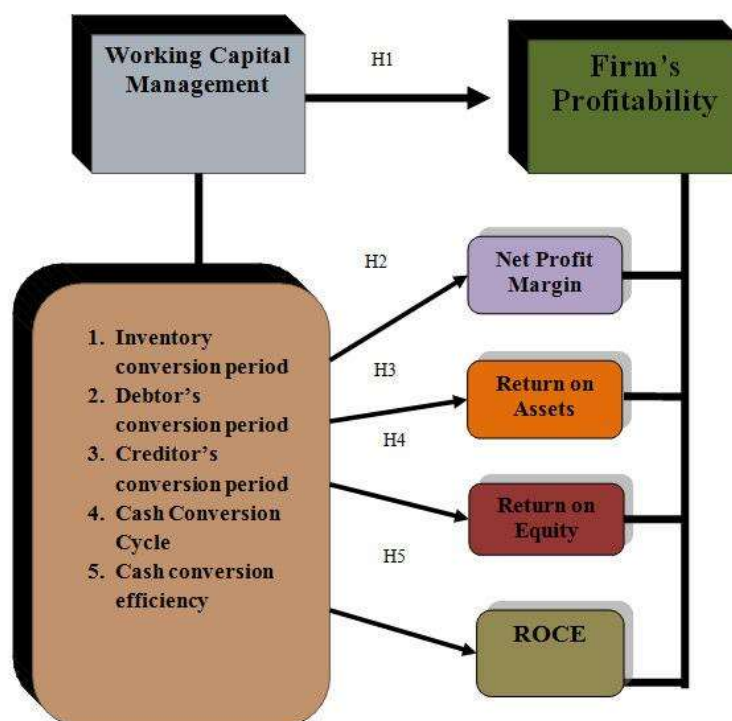 Working Capital
Management
H1
Firm's
Profitability
H2
Net Profit
Margin
1. Inventory
conversion period
2. Debtor's
conversion period
3. Creditor's
conversion period
4. Cash Conversion
Cycle
5. Cash conversion
efficiency
H3
Return on
Assets
H4
Return on
Equity
H5
ROCE